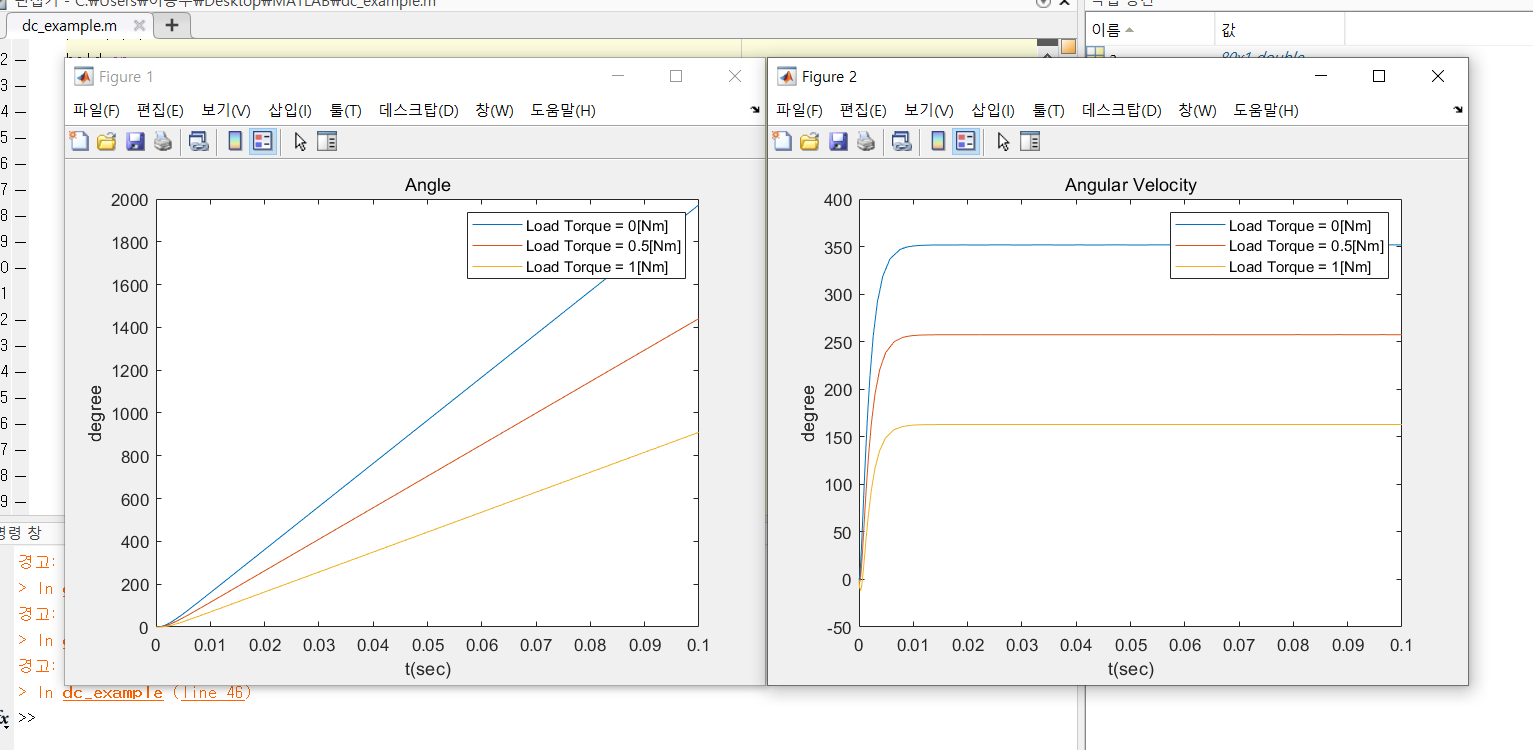 편집기 - C:\Users\이승우\Desktop\MATLAB\dc_example.m
dc_example.m
이름
값
80x1 double
Figure 1
파일(F) 편집(E) 보기(V) 삽입(I) 툴(T) 데스크탑(D) 창(W) 도움말(H)
Angle
2000
1800
1600
1400
1200
1000
800
600
400
200
0
degree
Load Torque = 0[Nm]
Load Torque = 0.5[Nm]
Load Torque = 1[Nm]
0 0.01 0.02 0.03 0.04 0.05 0.06 0.07 0.08 0.09 0.1
t(sec)
Figure 2
파일(F) 편집(E) 보기(V) 삽입(I) 툴(T) 데스크탑(D) 창(W) 도움말(H)
Angular Velocity
400
350
300
250
200
150
100
50
0
-50
degree
Load Torque = 0[Nm]
Load Torque = 0.5[Nm]
Load Torque = 1[Nm]
0 0.01 0.02 0.03 0.04 0.05 0.06 0.07 0.08 0.09 0.1
t(sec)
2
3
4
5
6
7
8
9
0
1
2
3
4
5
6
7
8
9
명령 창
경고:
> In
경고:
> In
경고:
> In dc_example (line 46)
fx >>